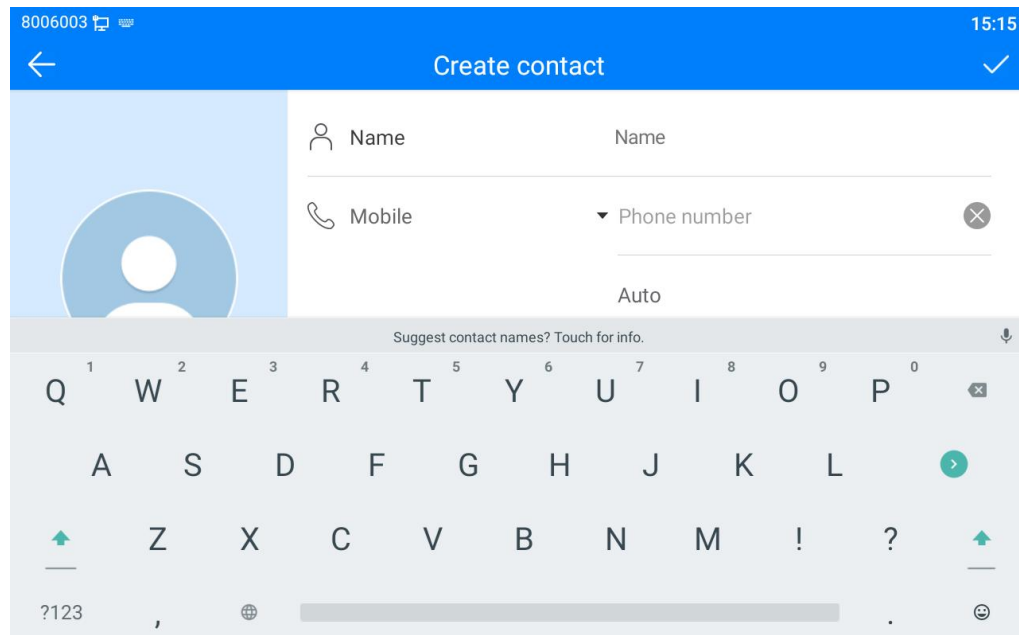 8006003 15:15
Create contact
Name Name
Mobile Phone number
Auto
Suggest contact names? Touch for info.
1 2 3 4 5 6 7 8 9 0
Q W E R T Y U I O P
A S D F G H J K L
Z X C V B N M ! ?
?123 , .